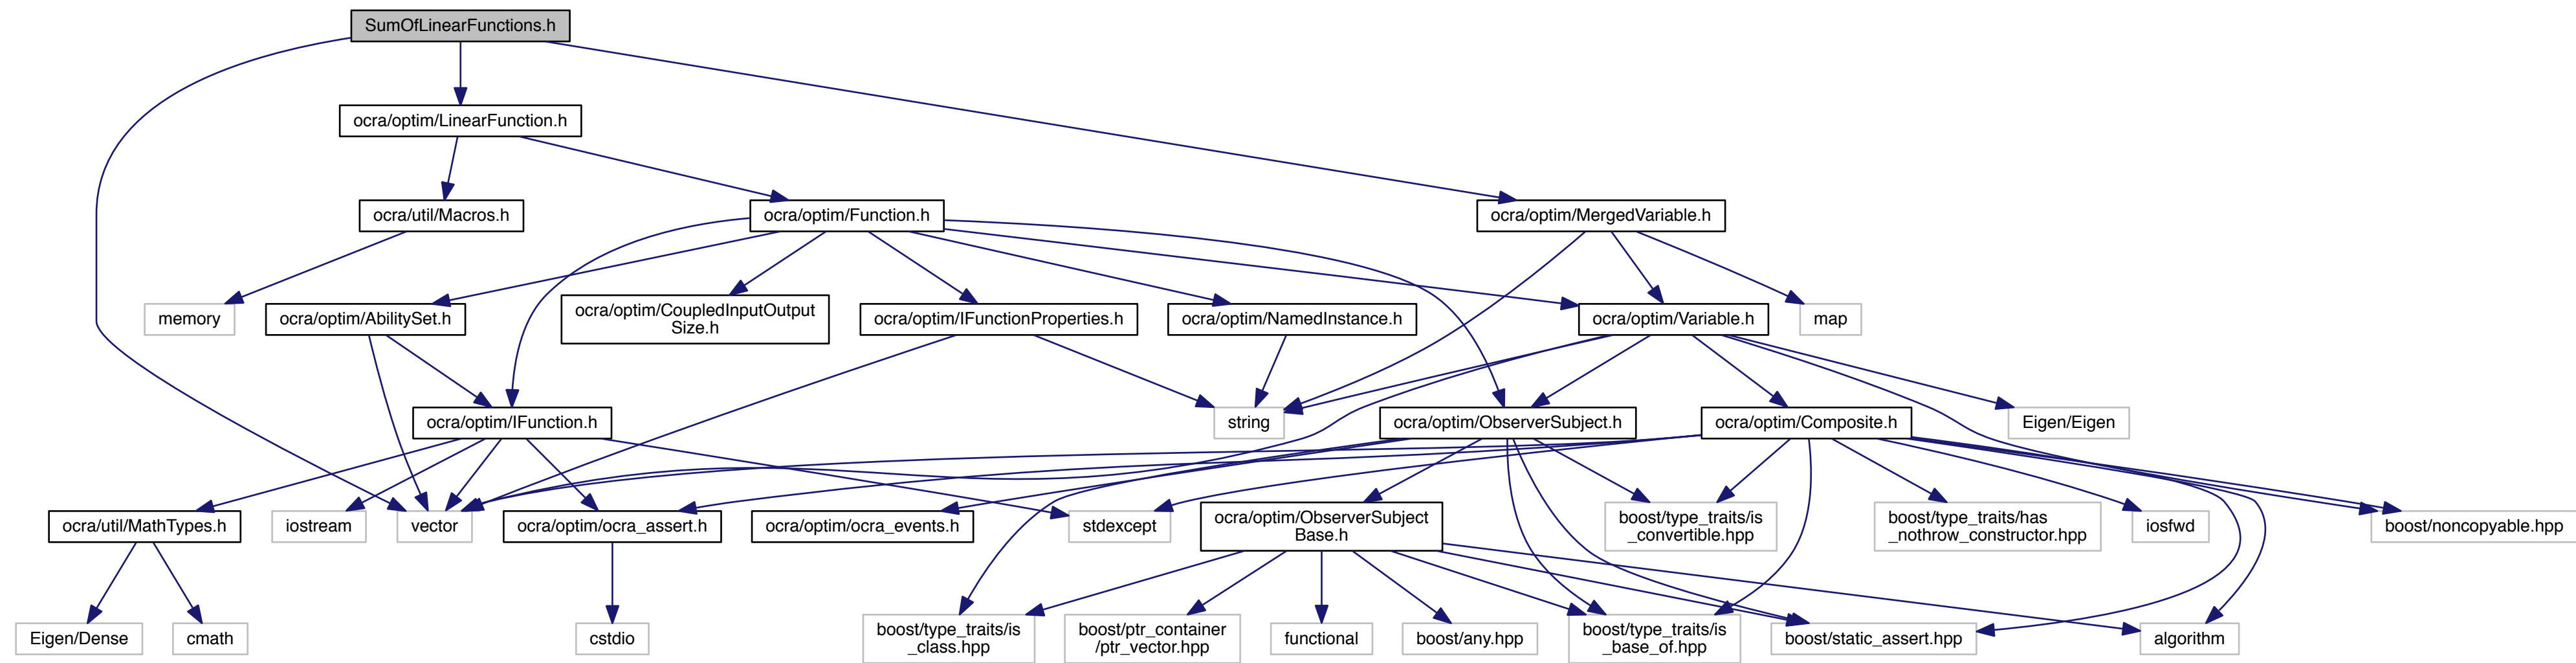 SumOfLinearFunctions.h
ocra/optim/LinearFunction.h
ocra/util/Macros.h
ocra/optim/Function.h
ocra/optim/MergedVariable.h
memory
ocra/optim/AbilitySet.h
ocra/optim/CoupledInputOutput
Size.h
ocra/optim/IFunctionProperties.h
ocra/optim/NamedInstance.h
ocra/optim/Variable.h
map
ocra/optim/IFunction.h
string
ocra/optim/ObserverSubject.h
ocra/optim/Composite.h
Eigen/Eigen
ocra/util/MathTypes.h
iostream
vector
ocra/optim/ocra_assert.h
ocra/optim/ocra_events.h
stdexcept
ocra/optim/ObserverSubject
Base.h
boost/type_traits/is
_convertible.hpp
boost/type_traits/has
_nothrow_constructor.hpp
iosfwd
boost/noncopyable.hpp
Eigen/Dense
cmath
cstdio
boost/type_traits/is
_class.hpp
boost/ptr_container
/ptr_vector.hpp
functional
boost/any.hpp
boost/type_traits/is
_base_of.hpp
boost/static_assert.hpp
algorithm